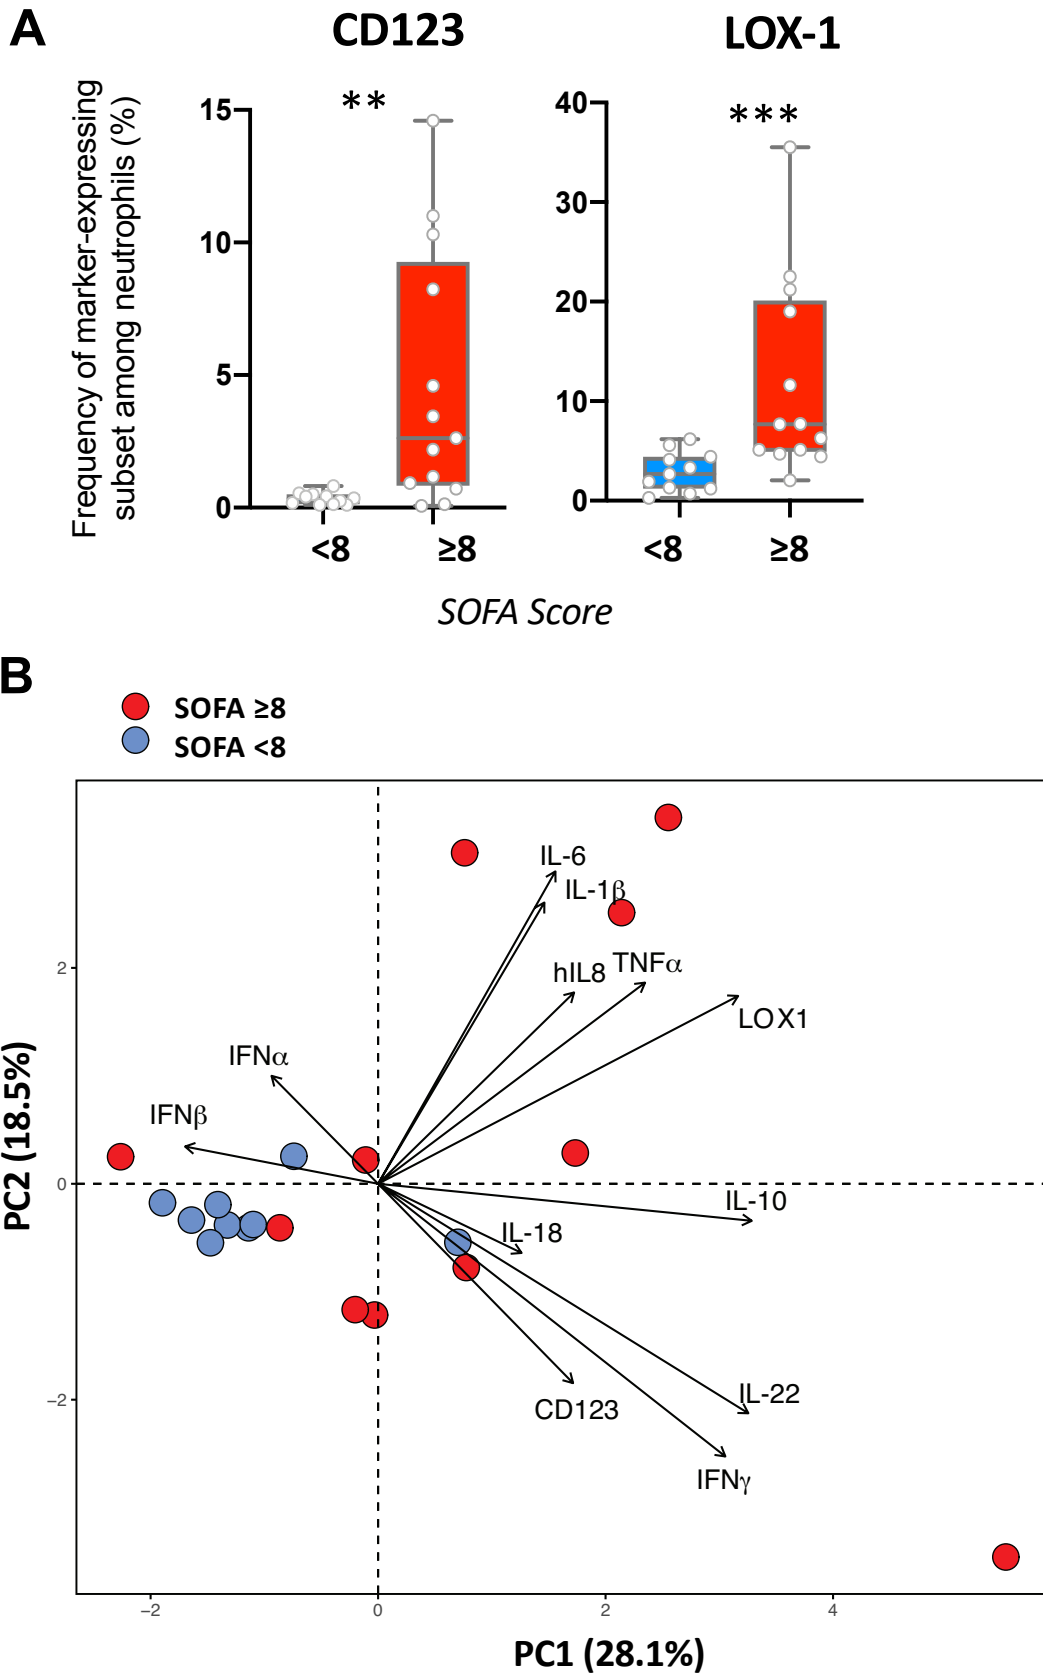 A
CD123
LOX-1
Frequency of marker-expressing
subset among neutrophils (%)
**
15
10
5
0
<8
≥8
***
40
30
20
10
0
<8
≥8
SOFA Score
B
SOFA ≥8
SOFA <8
PC2 (18.5%)
2
0
−2
IL-6
IL-1β
hIL8
TNFα
LOX1
IFNα
IFNβ
IL-10
IL-18
IL-22
CD123
IFNγ
−2
0
2
4
PC1 (28.1%)